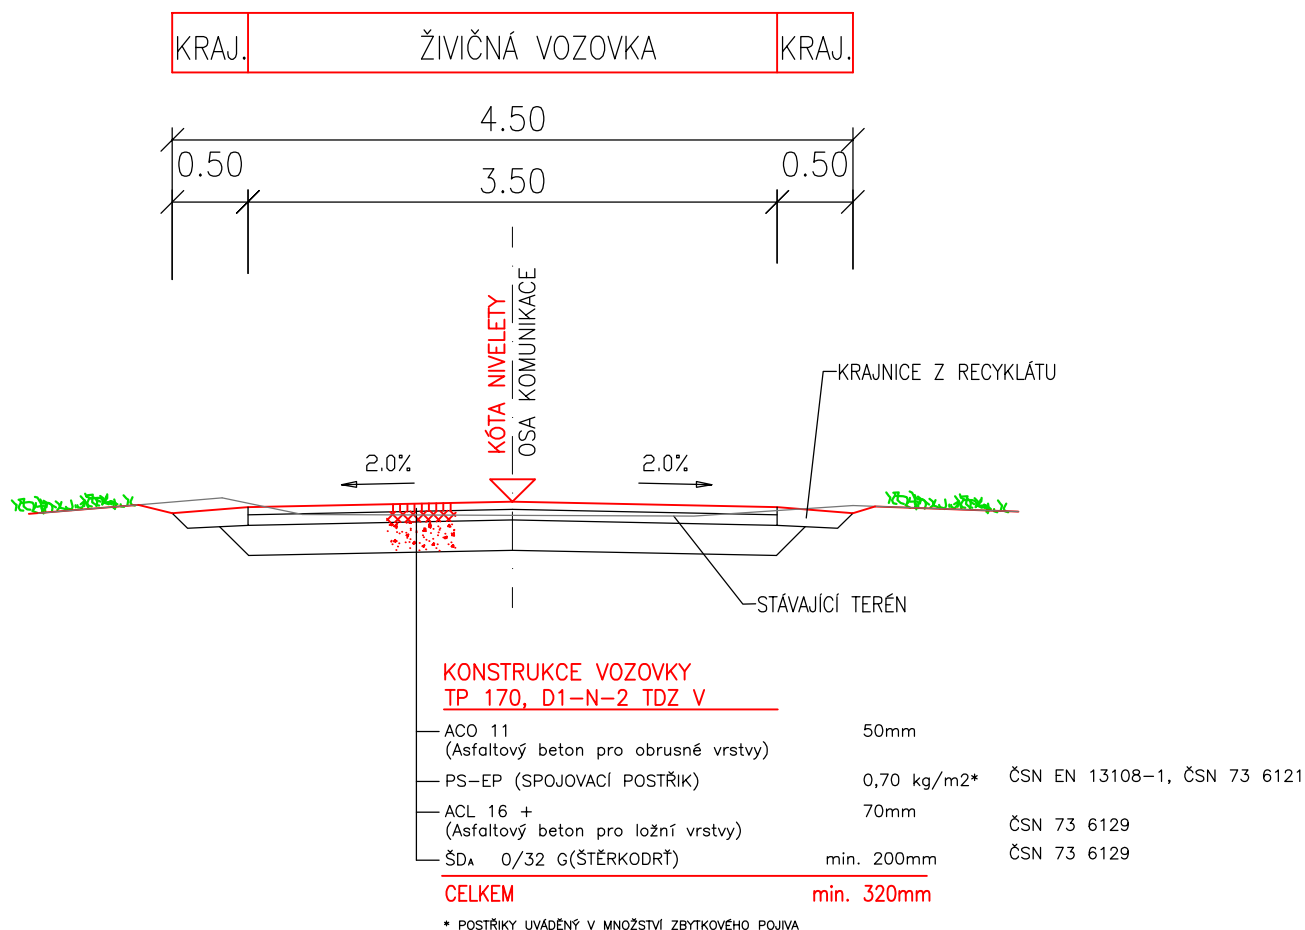 KRAJ. ŽIVIČNÁ VOZOVKA KRAJ.
4.50
0.50 3.50 0.50
KÓTA NIVELETY
OSA KOMUNIKACE
KRAJNICE Z RECYKLÁTU
2.0% 2.0%
STÁVAJÍCÍ TERÉN
KONSTRUKCE VOZOVKY
TP 170, D1-N-2 TDZ V
ACO 11 50mm
(Asfaltový beton pro obrusné vrstvy)
PS-EP (SPOJOVACÍ POSTŘIK) 0,70 kg/m2* ČSN EN 13108-1, ČSN 73 6121
ACL 16 + 70mm
(Asfaltový beton pro ložní vrstvy) ČSN 73 6129
ŠDA 0/32 G(ŠTĚRKODRŤ) min. 200mm ČSN 73 6129
CELKEM min. 320mm
* POSTŘIKY UVÁDĚNÝ V MNOŽSTVÍ ZBYTKOVÉHO POJIVA